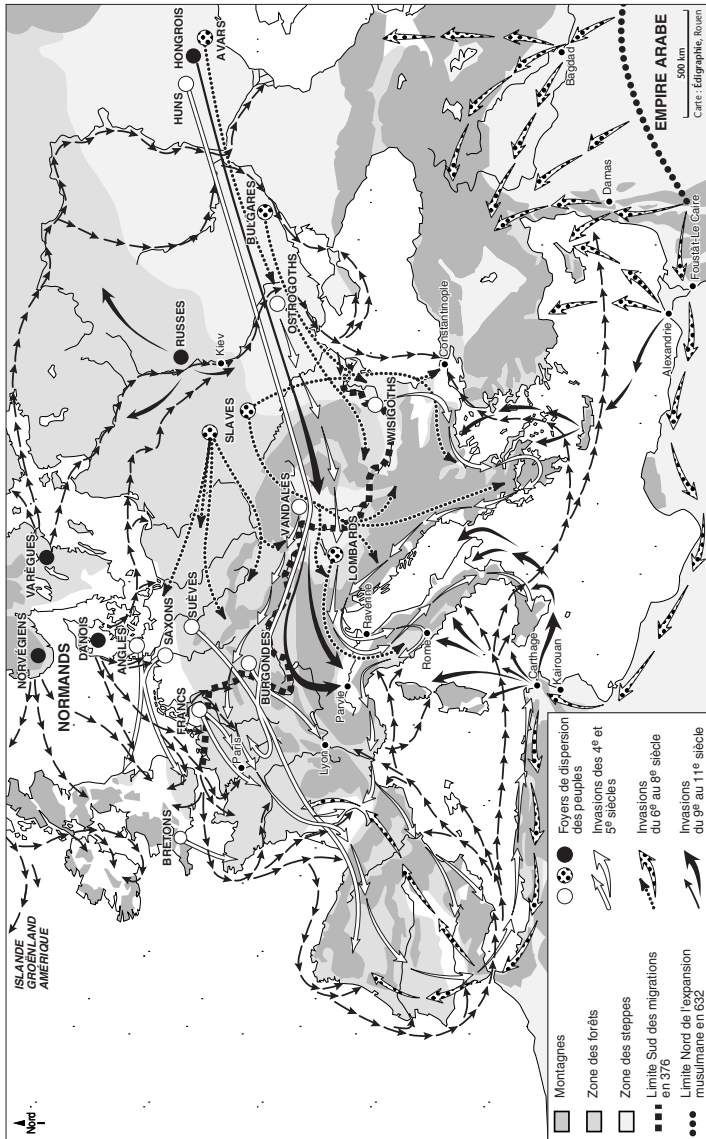 Nord
ISLANDE
GROËNLAND
AMÉRIQUE
NORVÉGIENS
VARÈGUES
NORMANDS
DANOIS
ANGLES
SAXONS
SUÈVES
BRETONS
FRANCS
Paris
BURGONDES
Lyon
VANDALES
SLAVES
RUSSES
Kiev
HUNS
HONGROIS
AVARS
BULGARES
OSTROGOTHS
WISIGOTHS
LOMBARDS
Ravenne
Parvie
Rome
Constantinople
Carthage
Kairouan
Alexandrie
Foustât-Le Caire
Damas
Bagdad
EMPIRE ARABE
500 km
Carte : Édigraphie, Rouen
Montagnes
Zone des forêts
Zone des steppes
Limite Sud des migrations
en 376
Limite Nord de l'expansion
musulmane en 632
Foyers de dispersion
des peuples
Invasions des 4e et
5e siècles
Invasions
du 6e au 8e siècle
Invasions
du 9e au 11e siècle